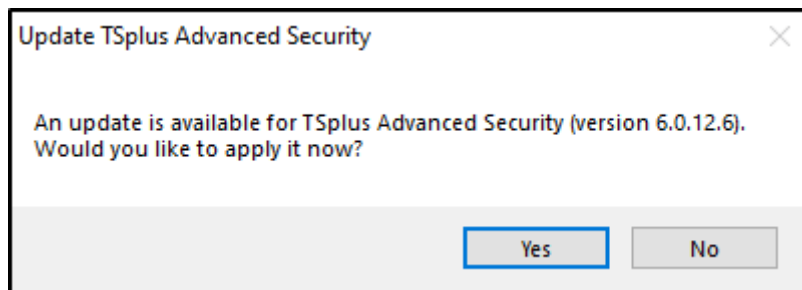 Update TSplus Advanced Security
An update is available for TSplus Advanced Security (version 6.0.12.6).
Would you like to apply it now?
Yes
No